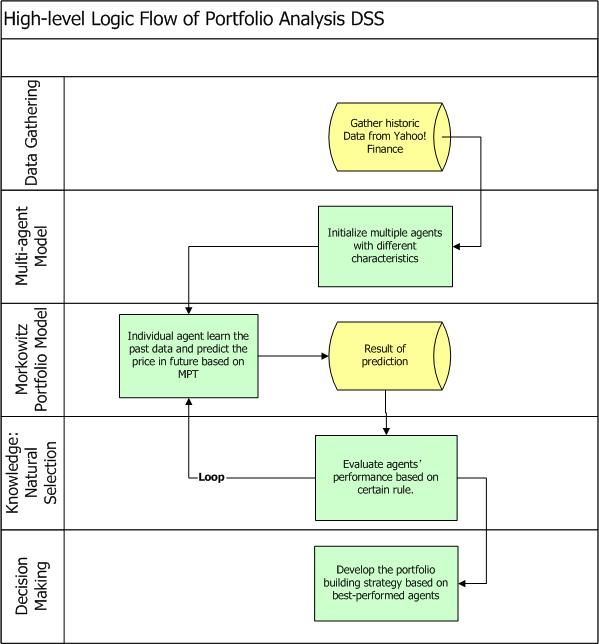 High-level Logic Flow of Portfolio Analysis DSS
Data Gathering
Gather historic
Data from Yahoo!
Finance
Multi-agent
Model
Initialize multiple agents
with different
characteristics
Morkowitz
Portfolio Model
Individual agent learn the
past data and predict the
price in future based on
MPT
Result of
prediction
Knowledge:
Natural
Selection
Loop
Evaluate agents'
performance based on
certain rule.
Decision
Making
Develop the portfolio
building strategy based on
best-performed agents